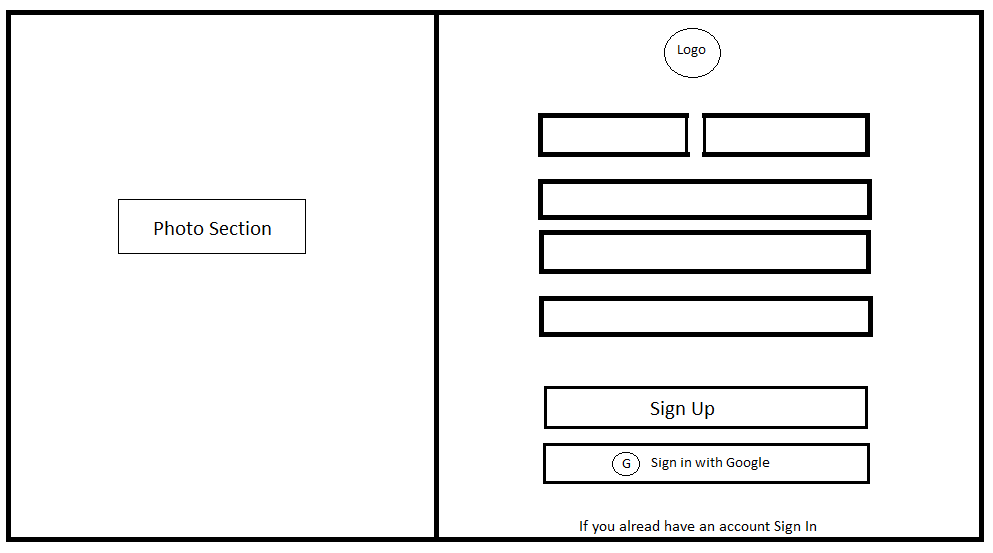 Logo
Photo Section
Sign Up
G Sign in with Google
If you alread have an account Sign In